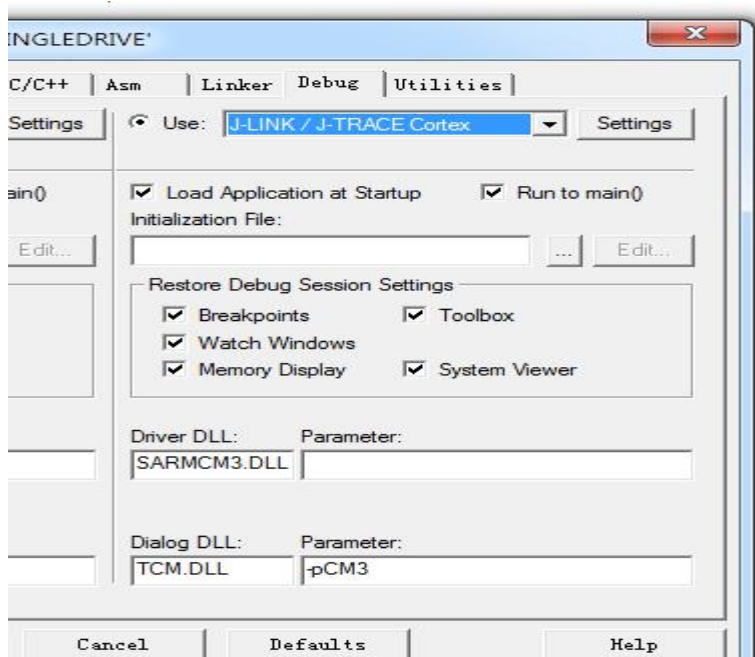 INGLEDRIVE'
C/C++ Asm Linker Debug Utilities
Settings Use: J-LINK / J-TRACE Cortex Settings
ain() Load Application at Startup Run to main()
Initialization File:
Edit... ... Edit...
Restore Debug Session Settings
Breakpoints Toolbox
Watch Windows
Memory Display System Viewer
Driver DLL: Parameter:
SARMCM3.DLL
Dialog DLL: Parameter:
TCM.DLL -pCM3
Cancel Defaults Help